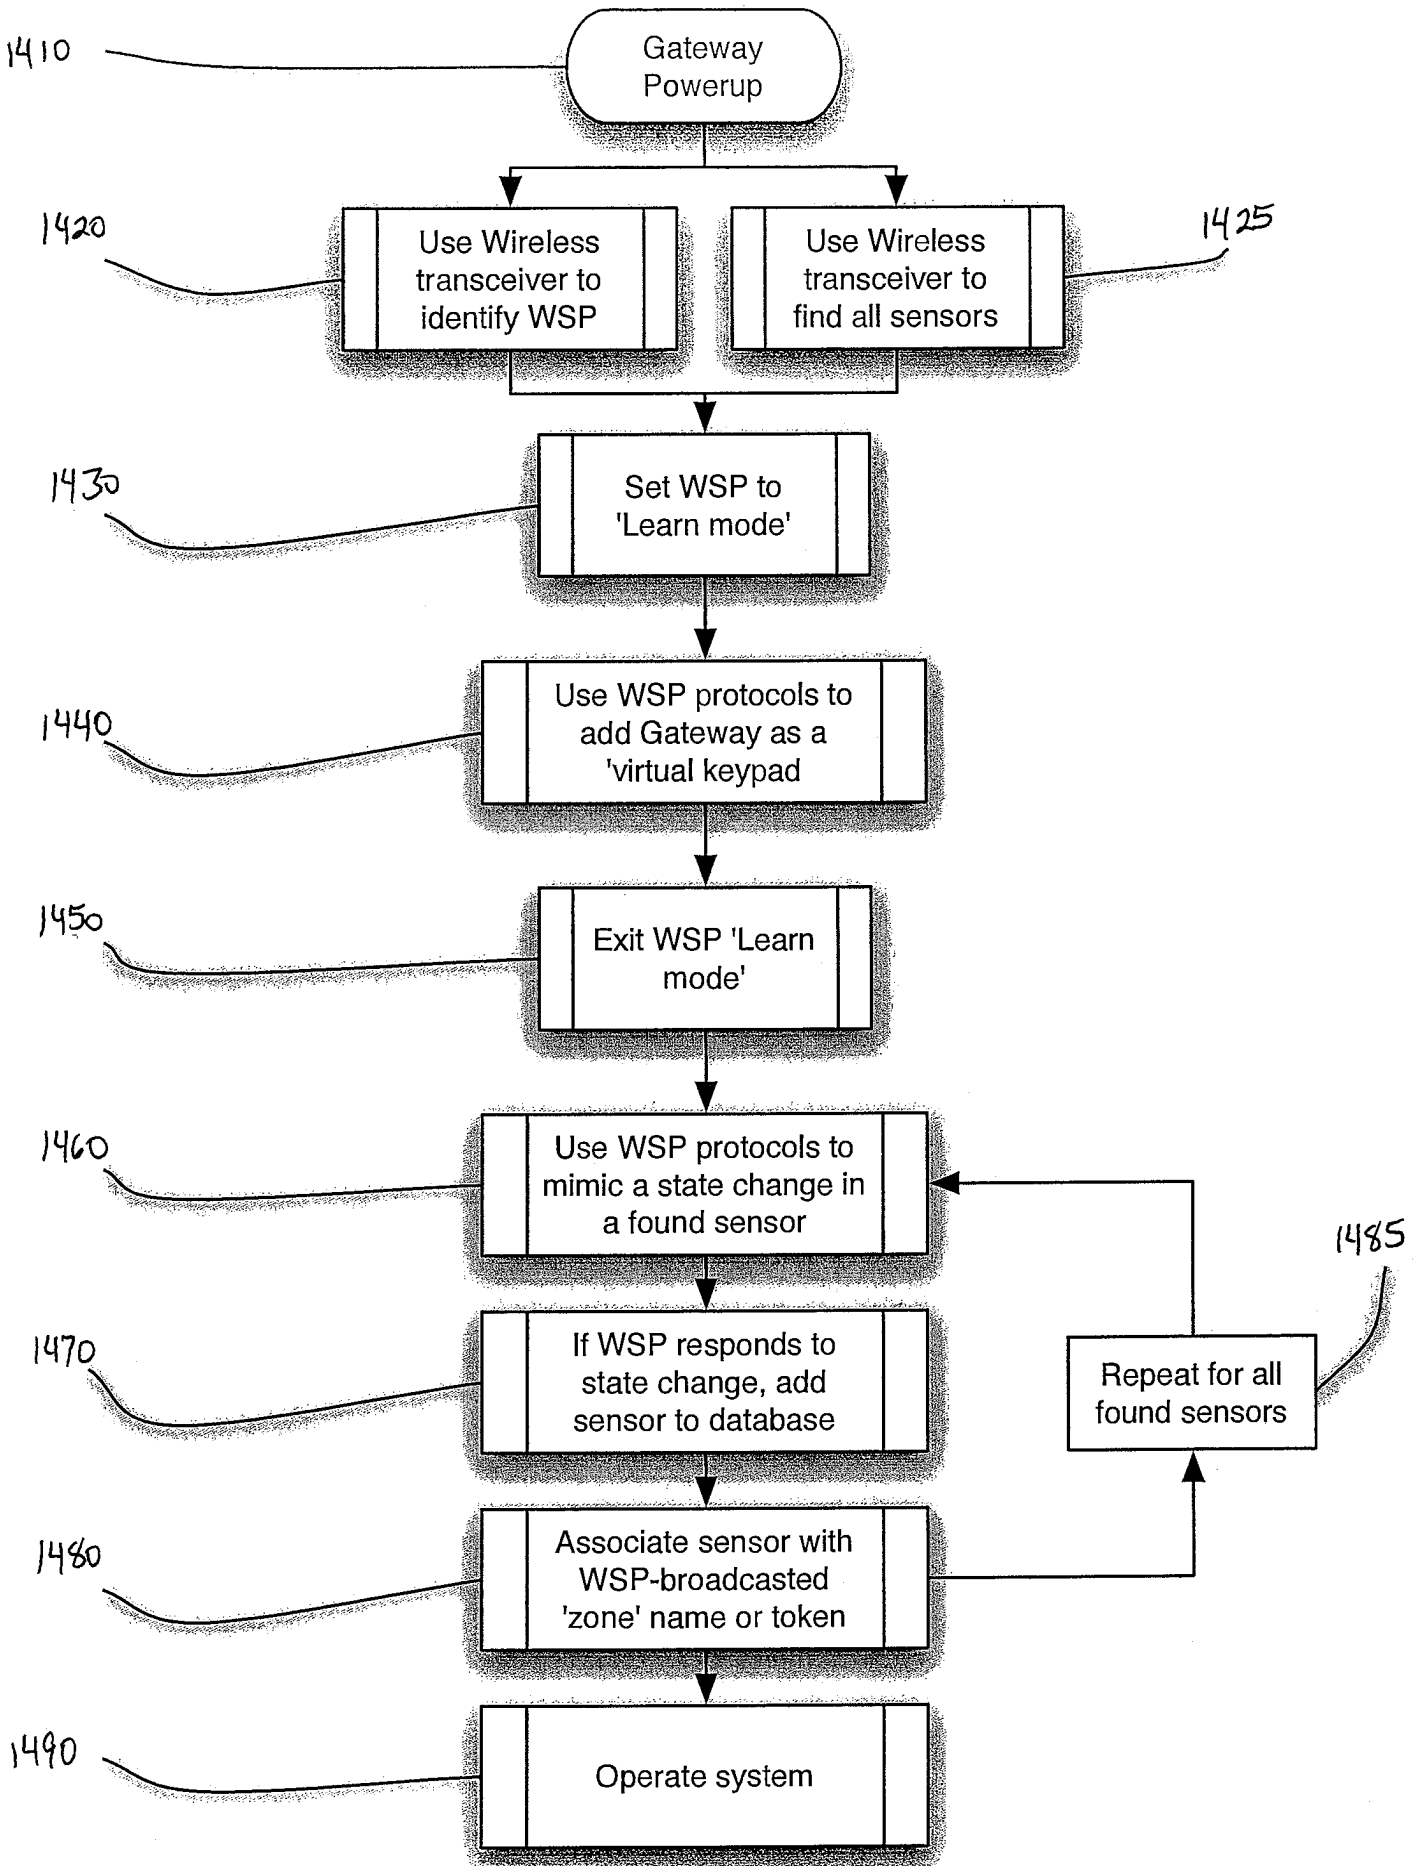 1410
Gateway
Powerup
1420
Use Wireless
transceiver to
identify WSP
Use Wireless
transceiver to
find all sensors
1425
1430
Set WSP to
'Learn mode'
1440
Use WSP protocols to
add Gateway as a
'virtual keypad
1450
Exit WSP 'Learn
mode'
1460
Use WSP protocols to
mimic a state change in
a found sensor
1470
If WSP responds to
state change, add
sensor to database
1485
Repeat for all
found sensors
1480
Associate sensor with
WSP-broadcasted
'zone' name or token
1490
Operate system